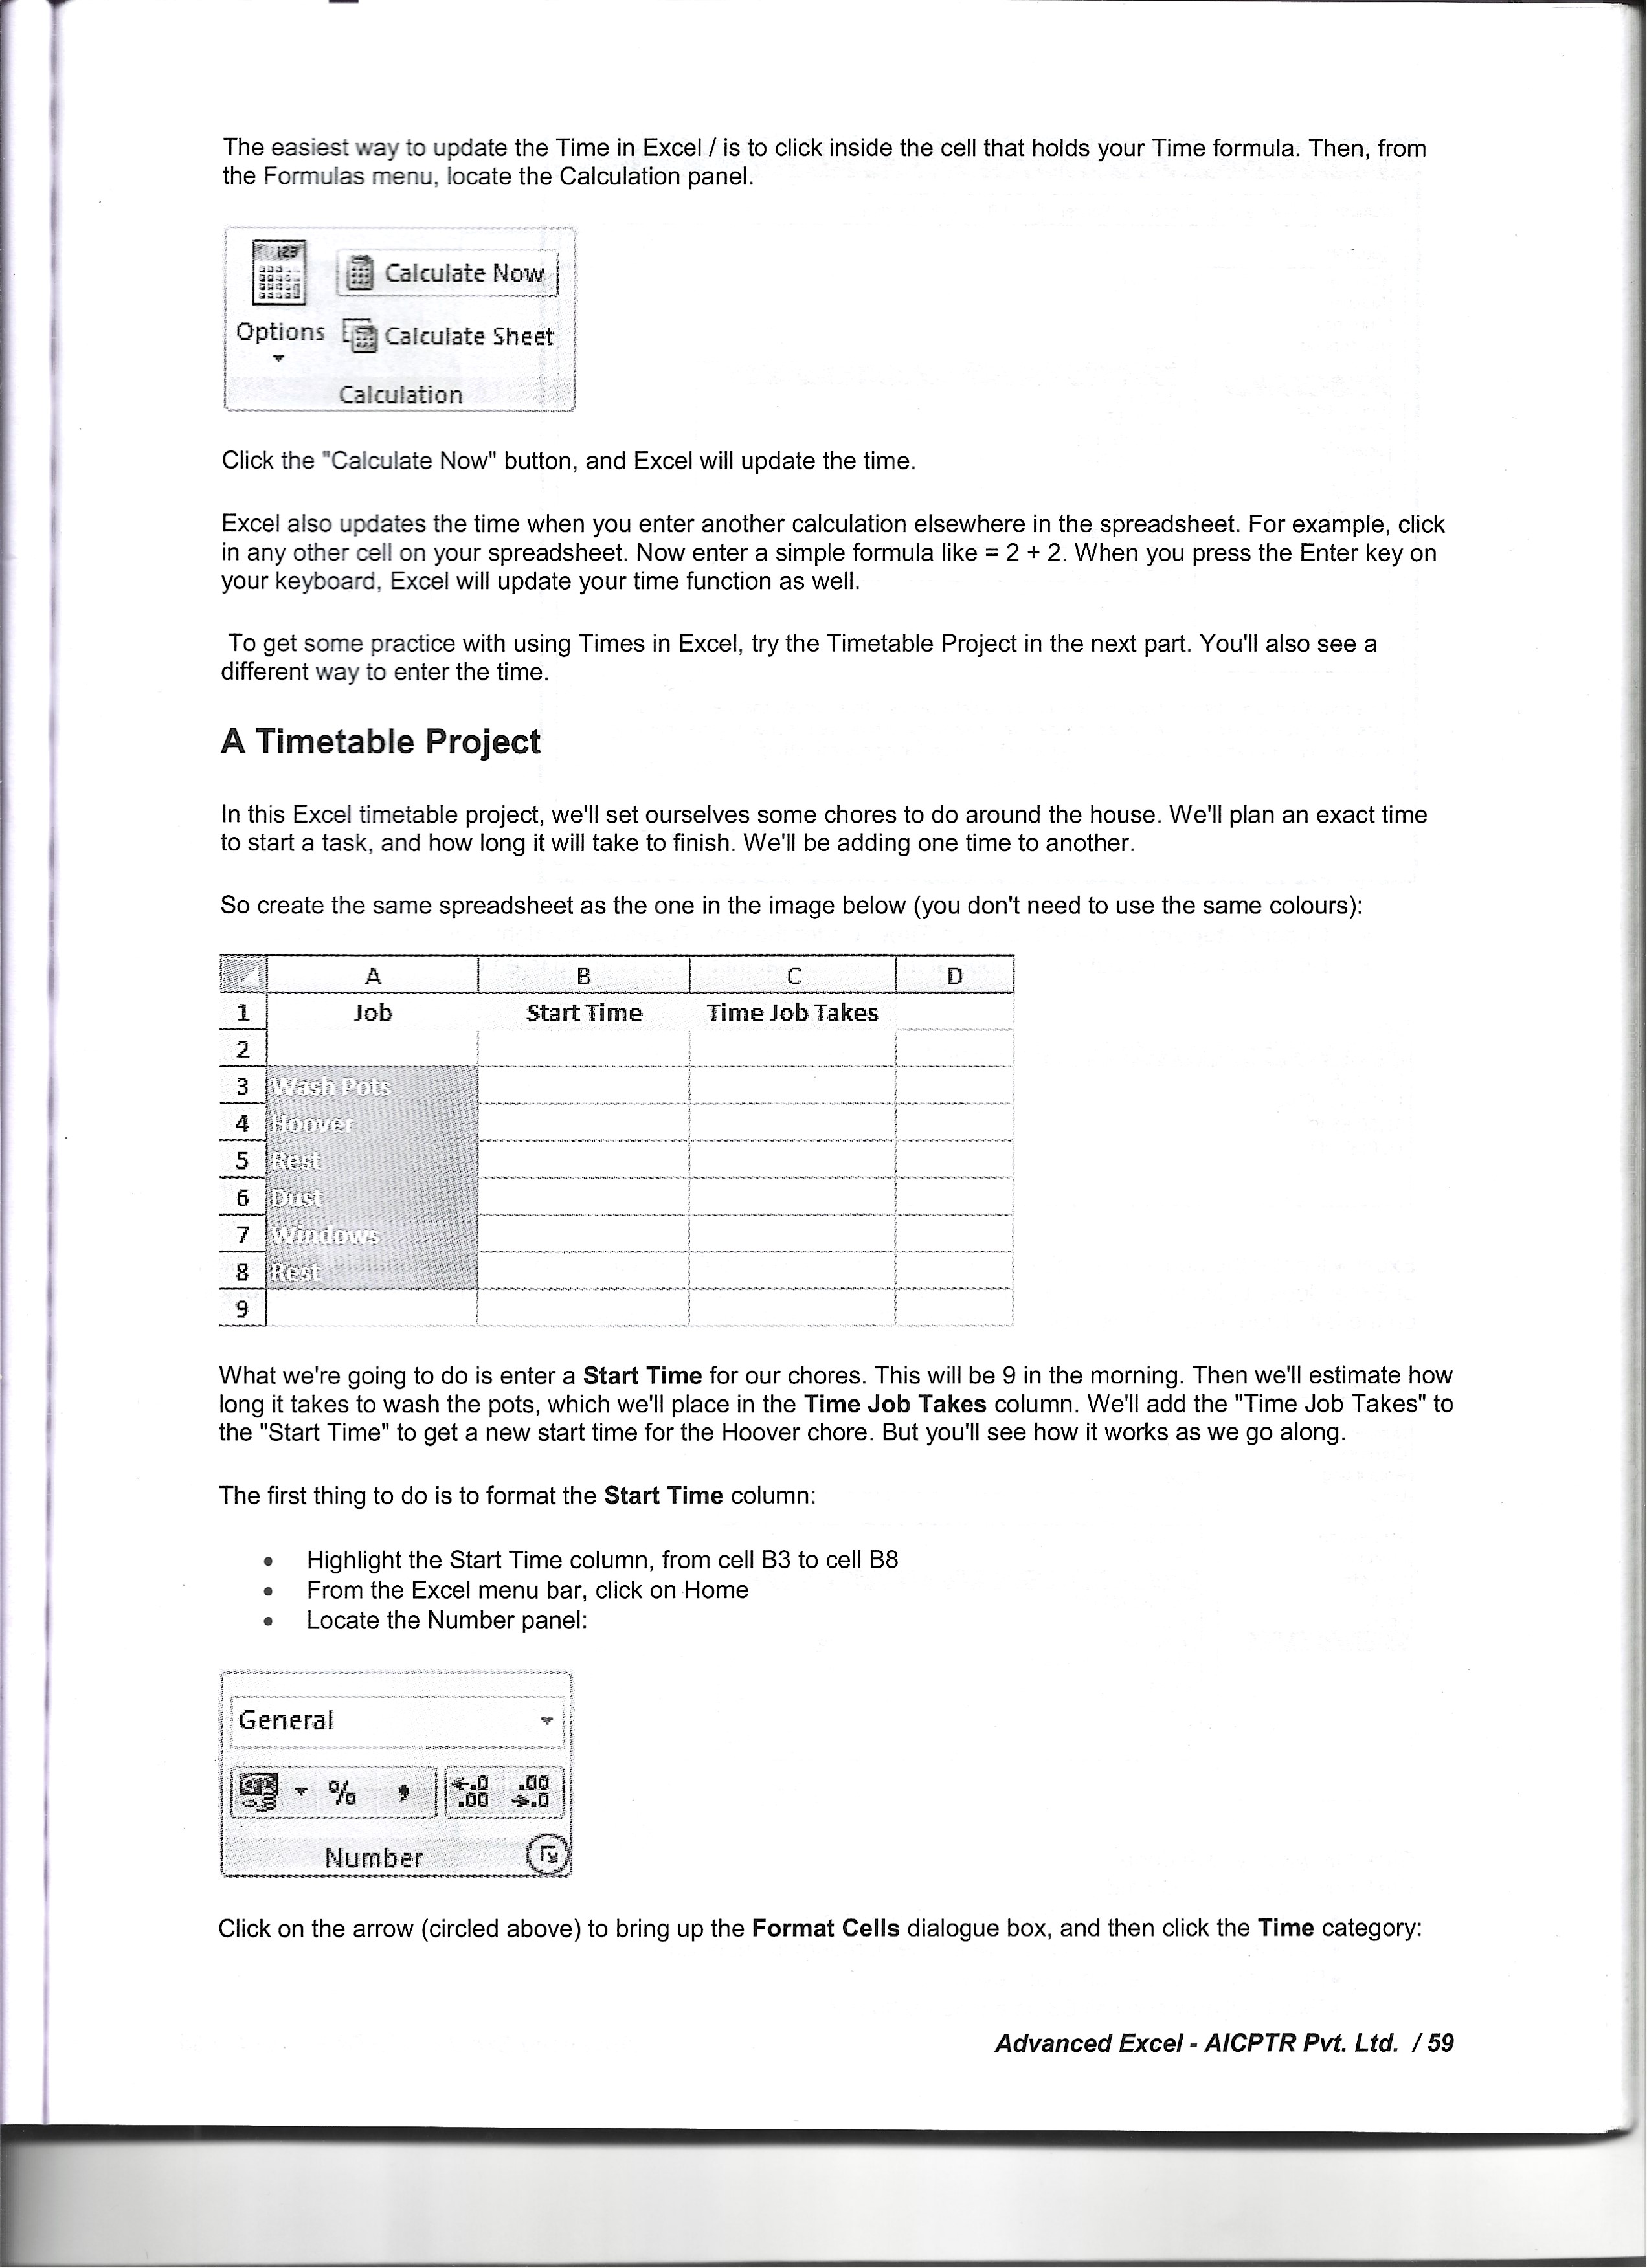 The easiest way to update the Time in Excel / is to click inside the cell that holds your Time formula. Then, from
the Formulas menu, locate the Calculation panel.
123
Calculate Now
Options
Calculate Sheet
Calculation
Click the "Calculate Now" button, and Excel will update the time.
Excel also updates the time when you enter another calculation elsewhere in the spreadsheet. For example, click
in any other cell on your spreadsheet. Now enter a simple formula like = 2 + 2. When you press the Enter key on
your keyboard, Excel will update your time function as well.
To get some practice with using Times in Excel, try the Timetable Project in the next part. You'll also see a
different way to enter the time.
A Timetable Project
In this Excel timetable project, we'll set ourselves some chores to do around the house. We'll plan an exact time
to start a task, and how long it will take to finish. We'll be adding one time to another.
So create the same spreadsheet as the one in the image below (you don't need to use the same colours):
A B C D
1 Job Start Time Time Job Takes
2
3 Wash Pots
4 Hoover
5 Rest
6 Dust
7 Windows
8 Rest
9
What we're going to do is enter a Start Time for our chores. This will be 9 in the morning. Then we'll estimate how
long it takes to wash the pots, which we'll place in the Time Job Takes column. We'll add the "Time Job Takes" to
the "Start Time" to get a new start time for the Hoover chore. But you'll see how it works as we go along.
The first thing to do is to format the Start Time column:
• Highlight the Start Time column, from cell B3 to cell B8
• From the Excel menu bar, click on Home
• Locate the Number panel:
General
% , .0 .00
.00 .0
Number
Click on the arrow (circled above) to bring up the Format Cells dialogue box, and then click the Time category:
Advanced Excel - AICPTR Pvt. Ltd. / 59